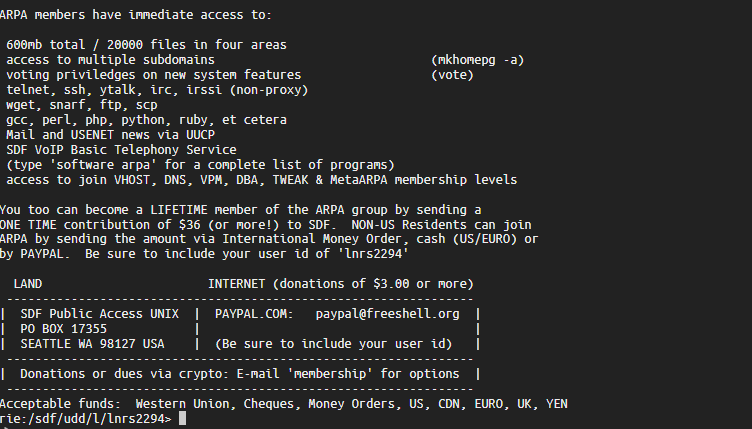 ARPA members have immediate access to:
600mb total / 20000 files in four areas
access to multiple subdomains (mkhomepg -a)
voting priviledges on new system features (vote)
telnet, ssh, ytalk, irc, irssi (non-proxy)
wget, snarf, ftp, scp
gcc, perl, php, python, ruby, et cetera
Mail and USENET news via UUCP
SDF VoIP Basic Telephony Service
(type 'software arpa' for a complete list of programs)
access to join VHOST, DNS, VPM, DBA, TWEAK & MetaARPA membership levels
You too can become a LIFETIME member of the ARPA group by sending a
ONE TIME contribution of $36 (or more!) to SDF. NON-US Residents can join
ARPA by sending the amount via International Money Order, cash (US/EURO) or
by PAYPAL. Be sure to include your user id of 'lnrs2294'
LAND INTERNET (donations of $3.00 or more)
-----------------------------------------------------------------
| SDF Public Access UNIX | PAYPAL.COM: paypal@freeshell.org |
| PO BOX 17355 | |
| SEATTLE WA 98127 USA | (Be sure to include your user id) |
-----------------------------------------------------------------
| Donations or dues via crypto: E-mail 'membership' for options |
-----------------------------------------------------------------
Acceptable funds: Western Union, Cheques, Money Orders, US, CDN, EURO, UK, YEN
rie:/sdf/udd/l/lnrs2294>